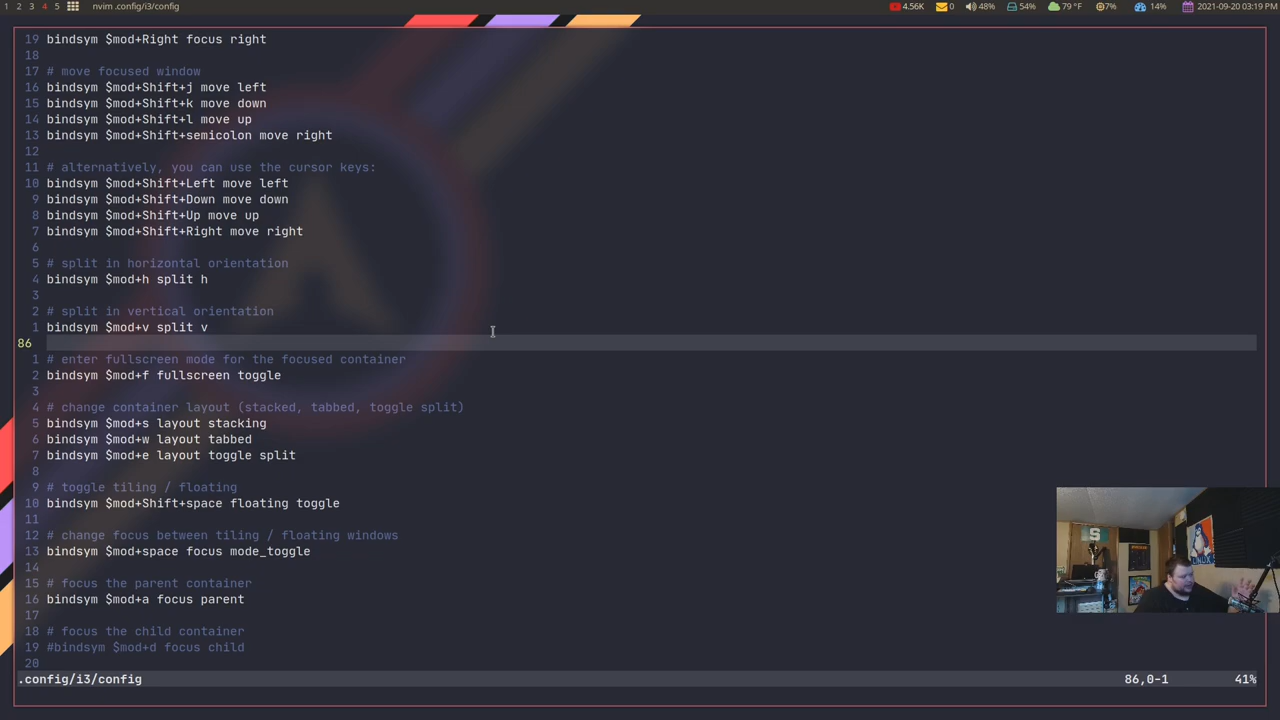 1 2 3 4 5 nvim .config/i3/config 4.56K 0 48% 54% 79 °F 7% 14% 2021-09-20 03:19 PM
19 bindsym $mod+Right focus right
18
17 # move focused window
16 bindsym $mod+Shift+j move left
15 bindsym $mod+Shift+k move down
14 bindsym $mod+Shift+l move up
13 bindsym $mod+Shift+semicolon move right
12
11 # alternatively, you can use the cursor keys:
10 bindsym $mod+Shift+Left move left
9 bindsym $mod+Shift+Down move down
8 bindsym $mod+Shift+Up move up
7 bindsym $mod+Shift+Right move right
6
5 # split in horizontal orientation
4 bindsym $mod+h split h
3
2 # split in vertical orientation
1 bindsym $mod+v split v
86
1 # enter fullscreen mode for the focused container
2 bindsym $mod+f fullscreen toggle
3
4 # change container layout (stacked, tabbed, toggle split)
5 bindsym $mod+s layout stacking
6 bindsym $mod+w layout tabbed
7 bindsym $mod+e layout toggle split
8
9 # toggle tiling / floating
10 bindsym $mod+Shift+space floating toggle
11
12 # change focus between tiling / floating windows
13 bindsym $mod+space focus mode_toggle
14
15 # focus the parent container
16 bindsym $mod+a focus parent
17
18 # focus the child container
19 #bindsym $mod+d focus child
20
.config/i3/config 86,0-1 41%
S
LINUX